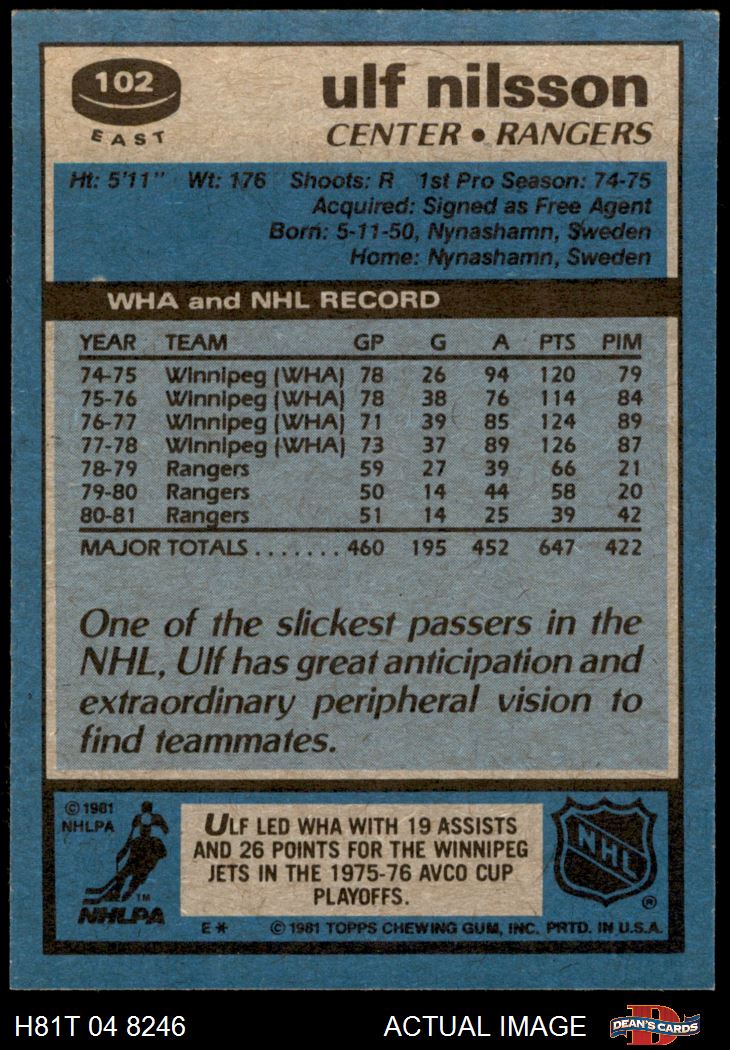 102
EAST
ulf nilsson
CENTER • RANGERS
Ht: 5'11" Wt: 176 Shoots: R 1st Pro Season: 74-75
Acquired: Signed as Free Agent
Born: 5-11-50, Nynashamn, Sweden
Home: Nynashamn, Sweden
WHA and NHL RECORD
YEAR TEAM GP G A PTS PIM
74-75 Winnipeg (WHA) 78 26 94 120 79
75-76 Winnipeg (WHA) 78 38 76 114 84
76-77 Winnipeg (WHA) 71 39 85 124 89
77-78 Winnipeg (WHA) 73 37 89 126 87
78-79 Rangers 59 27 39 66 21
79-80 Rangers 50 14 44 58 20
80-81 Rangers 51 14 25 39 42
MAJOR TOTALS ....... 460 195 452 647 422
One of the slickest passers in the
NHL, Ulf has great anticipation and
extraordinary peripheral vision to
find teammates.
© 1981
NHLPA
TM
NHLPA
ULF LED WHA WITH 19 ASSISTS
AND 26 POINTS FOR THE WINNIPEG
JETS IN THE 1975-76 AVCO CUP
PLAYOFFS.
NHL
®
E* © 1981 TOPPS CHEWING GUM, INC. PRTD. IN U.S.A.
H81T 04 8246 ACTUAL IMAGE
D
DEAN'S CARDS